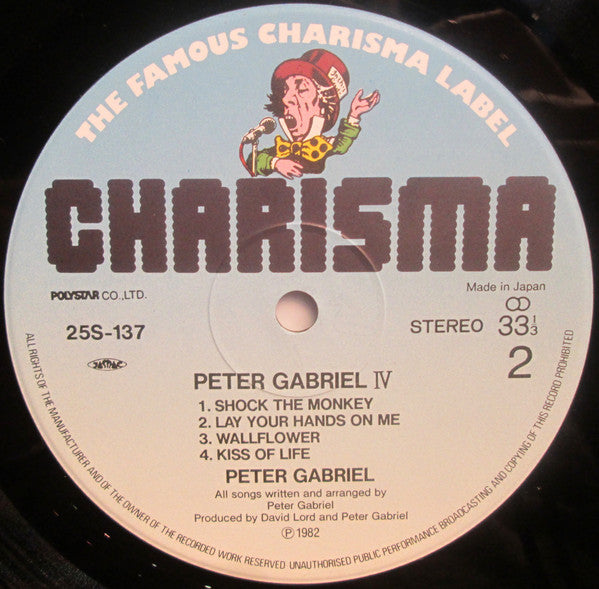 THE FAMOUS CHARISMA LABEL
CHARISMA
POLYSTAR CO.,LTD.
Made in Japan
25S-137
STEREO 33 1/3
2
JASRAC
PETER GABRIEL IV
1. SHOCK THE MONKEY
2. LAY YOUR HANDS ON ME
3. WALLFLOWER
4. KISS OF LIFE
PETER GABRIEL
All songs written and arranged by
Peter Gabriel
Produced by David Lord and Peter Gabriel
Ⓟ 1982
ALL RIGHTS OF THE MANUFACTURER AND OF THE OWNER OF THE RECORDED WORK RESERVED UNAUTHORISED PUBLIC PERFORMANCE BROADCASTING AND COPYING OF THIS RECORD PROHIBITED